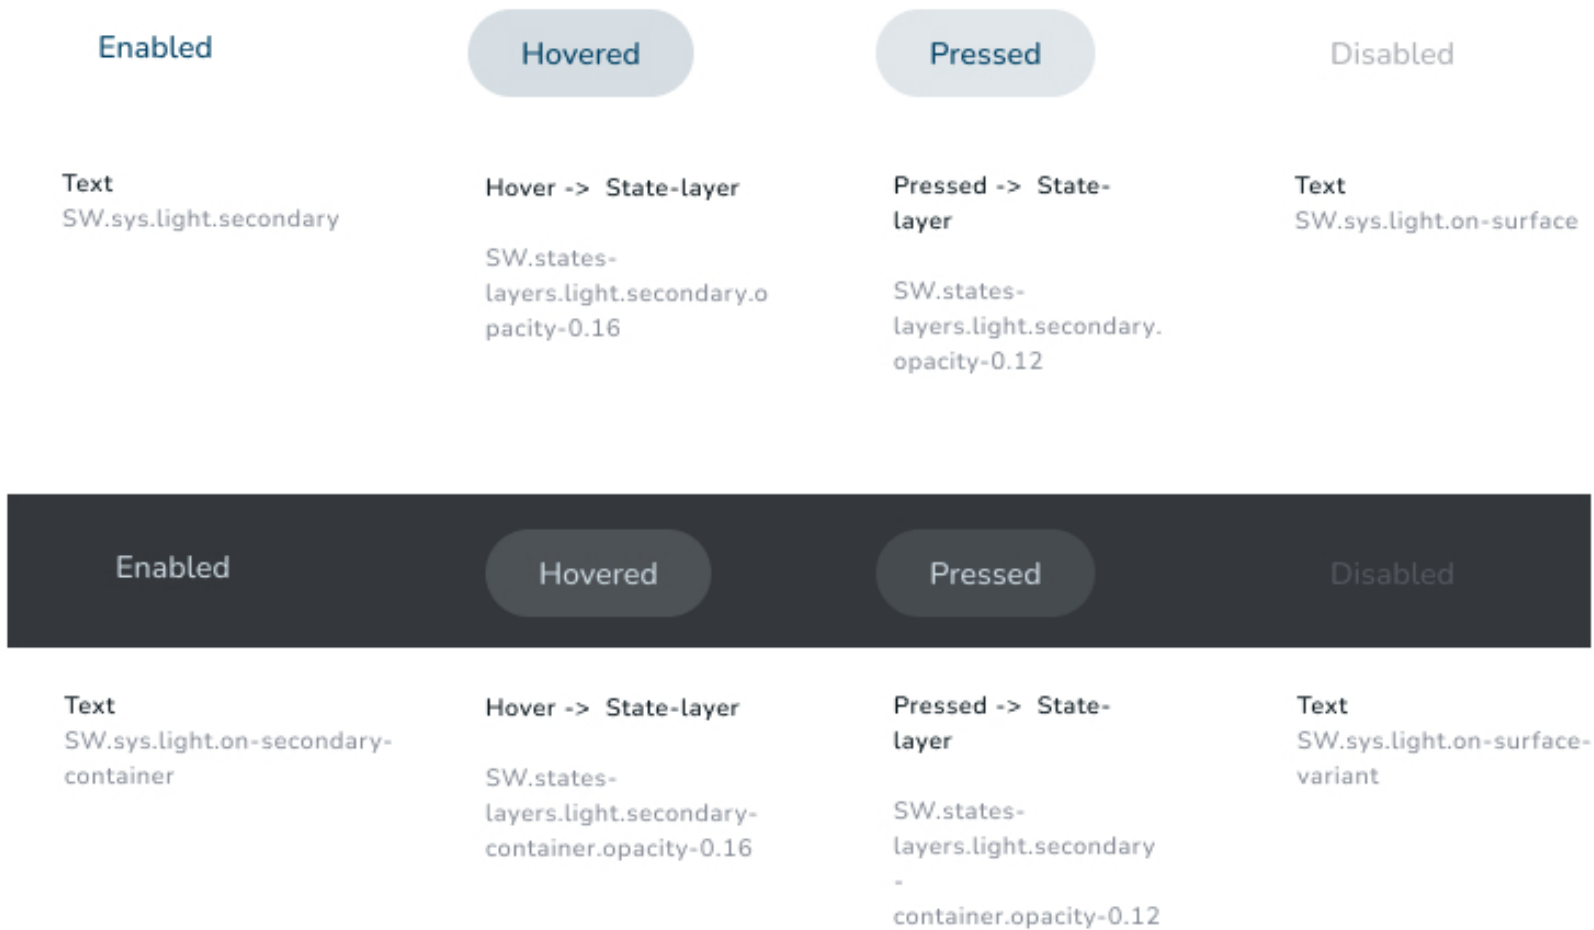 Enabled
Hovered
Pressed
Disabled
Text
SW.sys.light.secondary
Hover -> State-layer
SW.states-
layers.light.secondary.o
pacity-0.16
Pressed -> State-
layer
SW.states-
layers.light.secondary.
opacity-0.12
Text
SW.sys.light.on-surface
Enabled
Hovered
Pressed
Disabled
Text
SW.sys.light.on-secondary-
container
Hover -> State-layer
SW.states-
layers.light.secondary-
container.opacity-0.16
Pressed -> State-
layer
SW.states-
layers.light.secondary
-
container.opacity-0.12
Text
SW.sys.light.on-surface-
variant